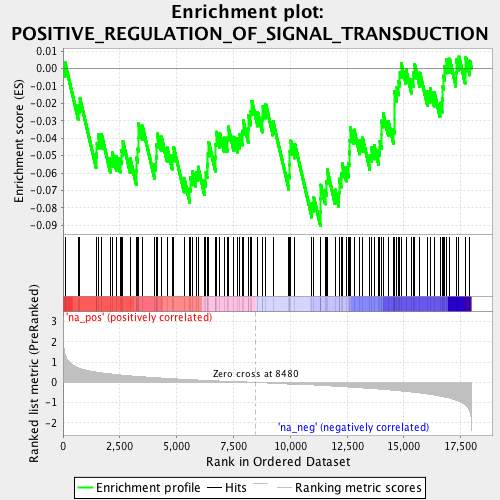 Enrichment plot:
POSITIVE_REGULATION_OF_SIGNAL_TRANSDUCTION
Enrichment score (ES)
0.01
0.00
-0.01
-0.02
-0.03
-0.04
-0.05
-0.06
-0.07
-0.08
-0.09
'na_pos' (positively correlated)
Ranked list metric (PreRanked)
3
2
1
0
-1
-2
Zero cross at 8480
'na_neg' (negatively correlated)
0
2,500
5,000
7,500
10,000
12,500
15,000
17,500
Rank in Ordered Dataset
Enrichment profile
Hits
Ranking metric scores